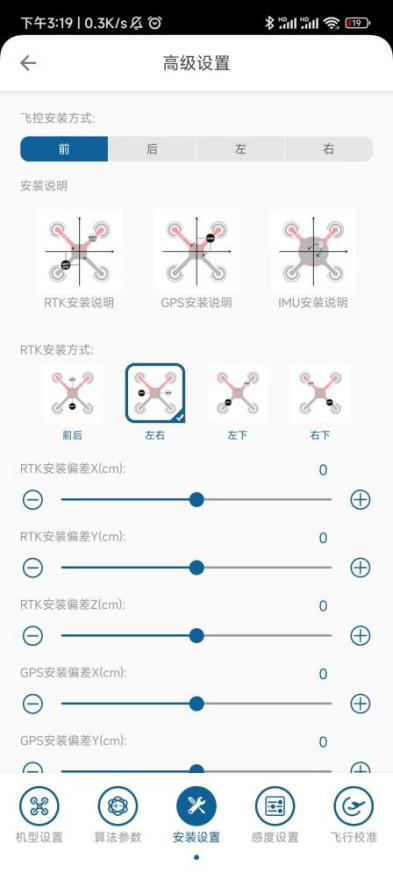 下午3:19 | 0.3K/s HD HD 19
高级设置
飞控安装方式:
前 后 左 右
安装说明
RTK安装说明 GPS安装说明 IMU安装说明
RTK安装方式:
前后 左右 左下 右下
RTK安装偏差X(cm): 0
RTK安装偏差Y(cm): 0
RTK安装偏差Z(cm): 0
GPS安装偏差X(cm): 0
GPS安装偏差Y(cm): 0
机型设置 算法参数 安装设置 感度设置 飞行校准